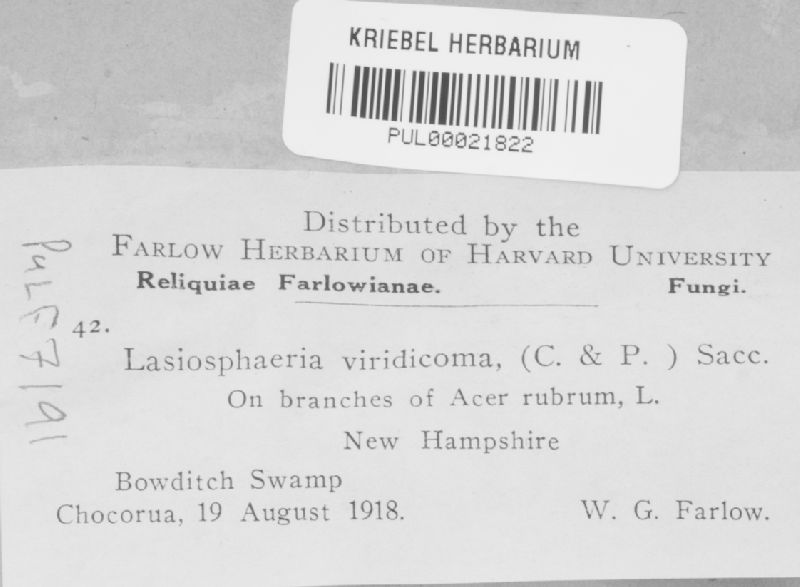 KRIEBEL HERBARIUM
PUL00021822
Distributed by the
FARLOW HERBARIUM OF HARVARD UNIVERSITY
Reliquiae Farlowianae. Fungi.
42.
Lasiosphaeria viridicoma, (C. & P. ) Sacc.
On branches of Acer rubrum, L.
New Hampshire
Bowditch Swamp
Chocorua, 19 August 1918. W. G. Farlow.
PUL F7191